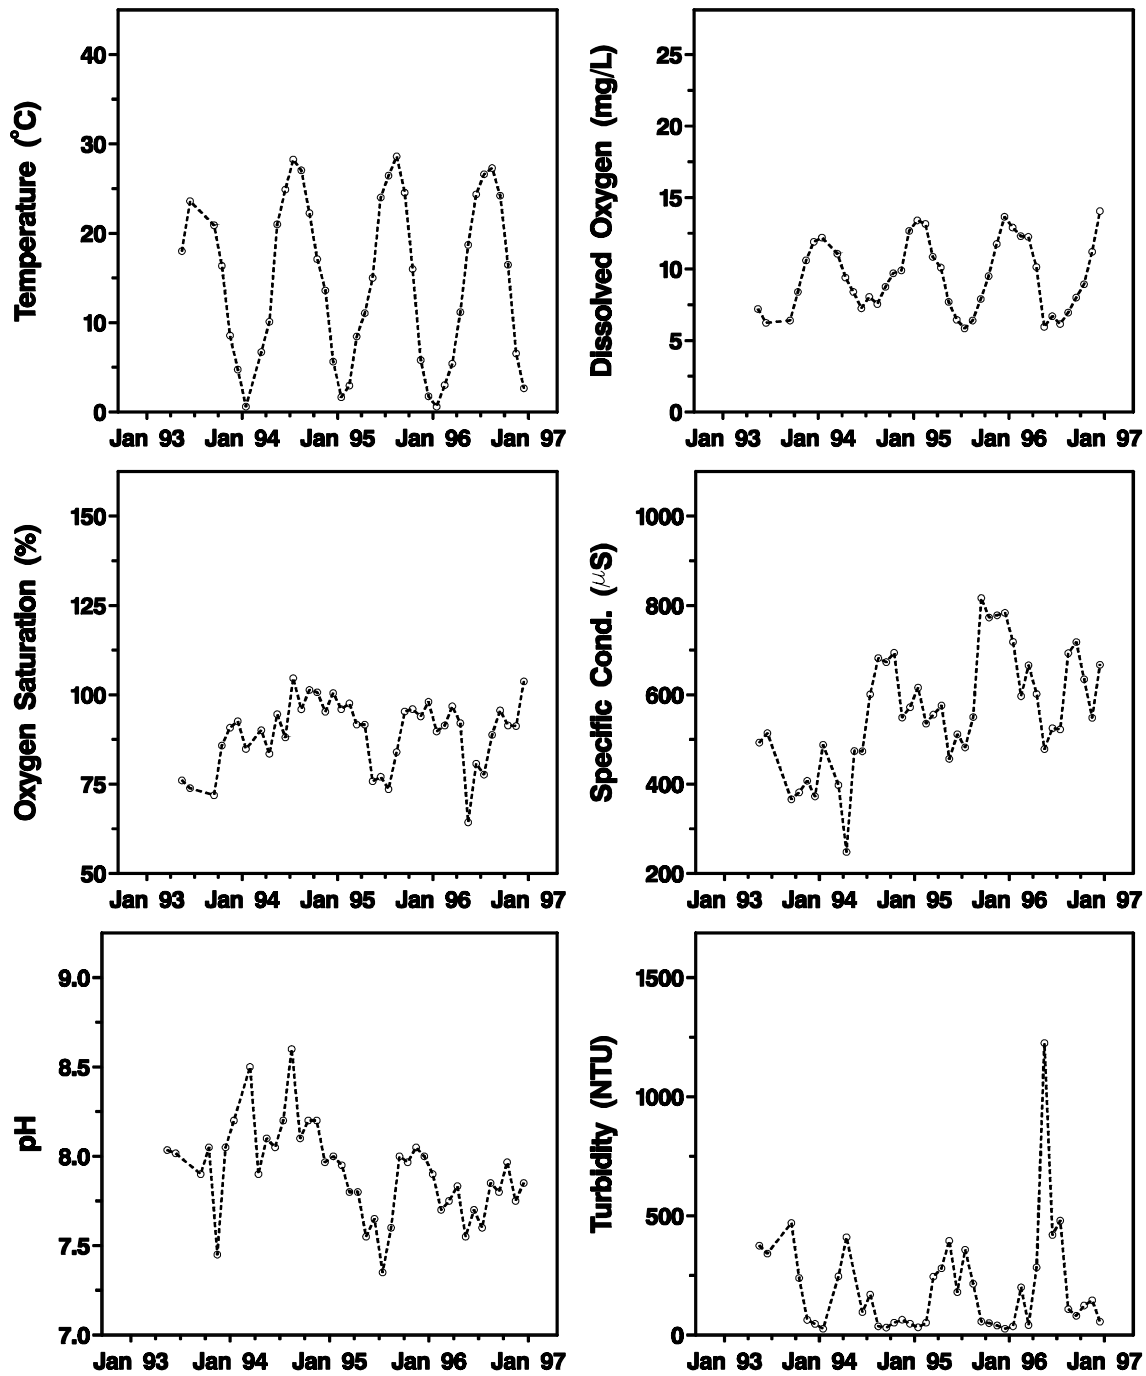 Temperature (°C)
40
30
20
10
0
Jan 93 Jan 94 Jan 95 Jan 96 Jan 97
Dissolved Oxygen (mg/L)
25
20
15
10
5
0
Jan 93 Jan 94 Jan 95 Jan 96 Jan 97
Oxygen Saturation (%)
150
125
100
75
50
Jan 93 Jan 94 Jan 95 Jan 96 Jan 97
Specific Cond. (μS)
1000
800
600
400
200
Jan 93 Jan 94 Jan 95 Jan 96 Jan 97
pH
9.0
8.5
8.0
7.5
7.0
Jan 93 Jan 94 Jan 95 Jan 96 Jan 97
Turbidity (NTU)
1500
1000
500
0
Jan 93 Jan 94 Jan 95 Jan 96 Jan 97